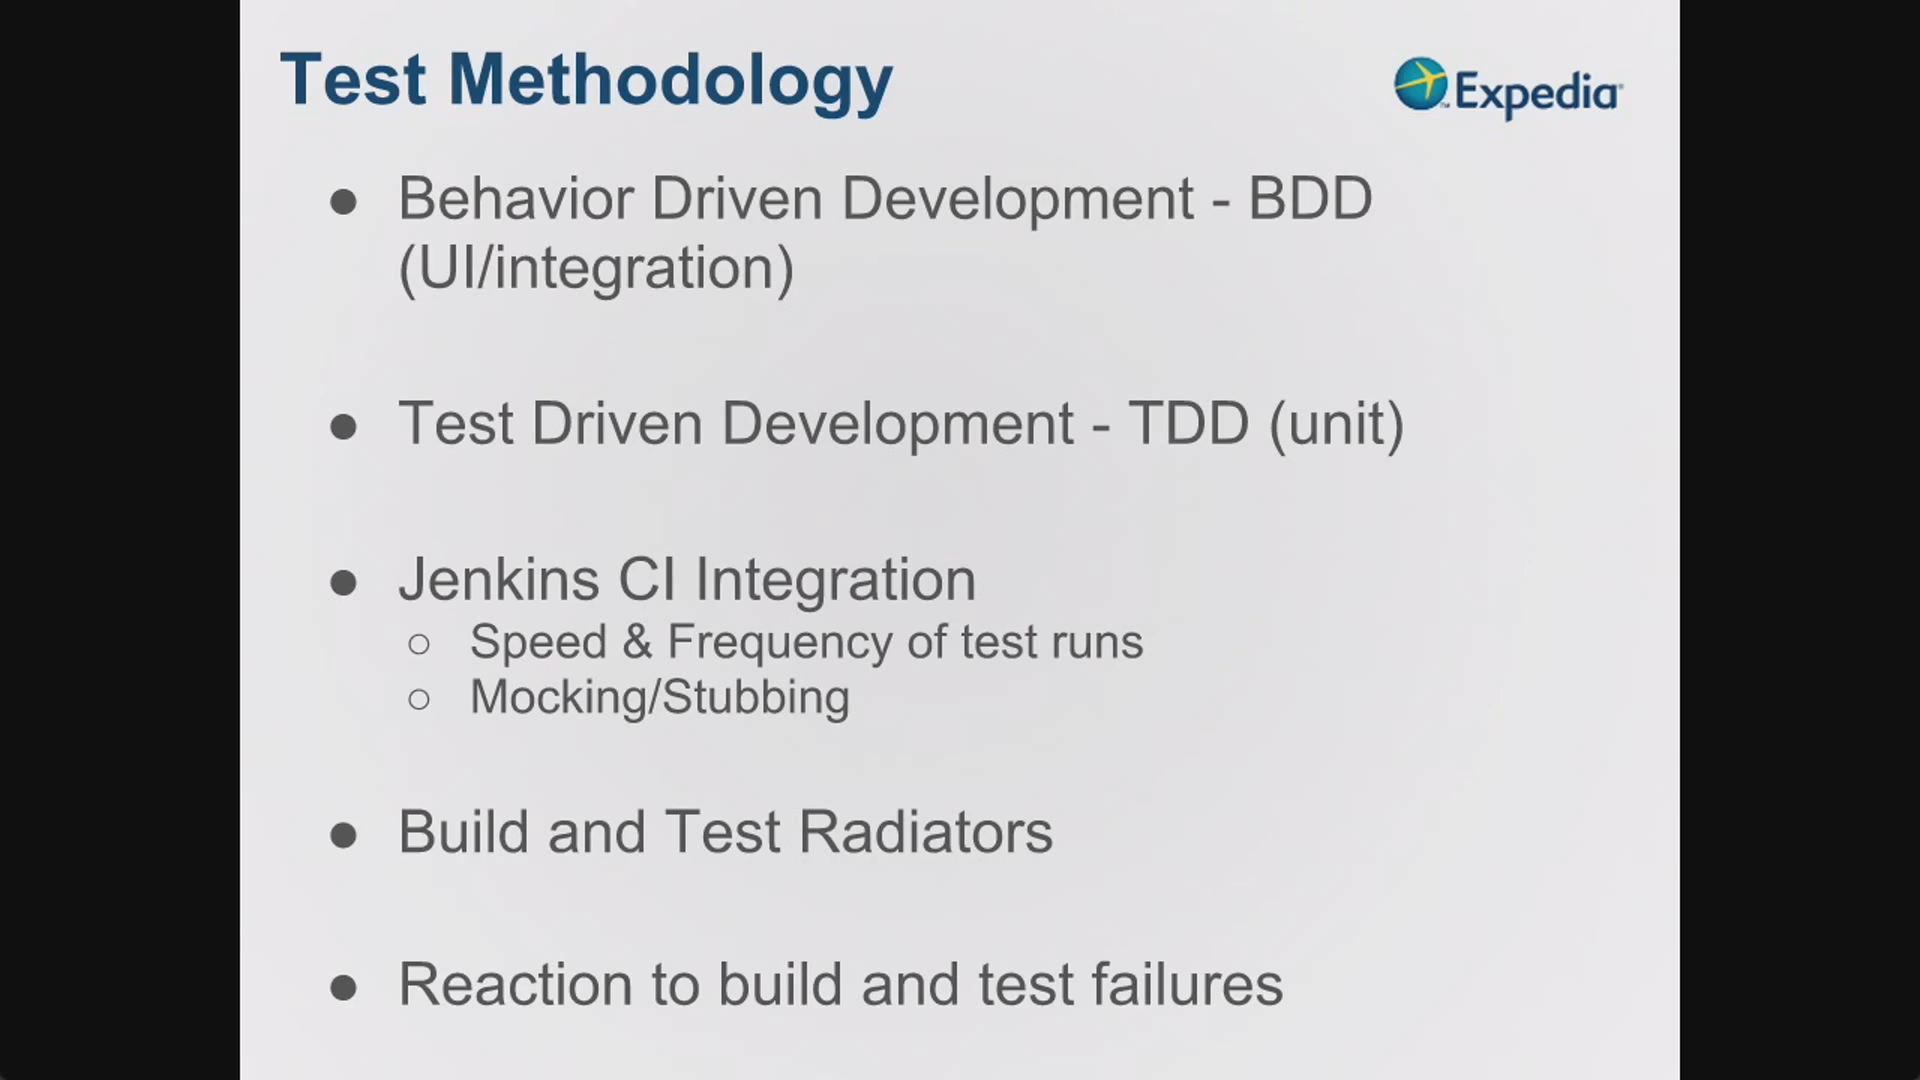 Test Methodology
Expedia
● Behavior Driven Development - BDD
(UI/integration)
● Test Driven Development - TDD (unit)
● Jenkins CI Integration
○ Speed & Frequency of test runs
○ Mocking/Stubbing
● Build and Test Radiators
● Reaction to build and test failures